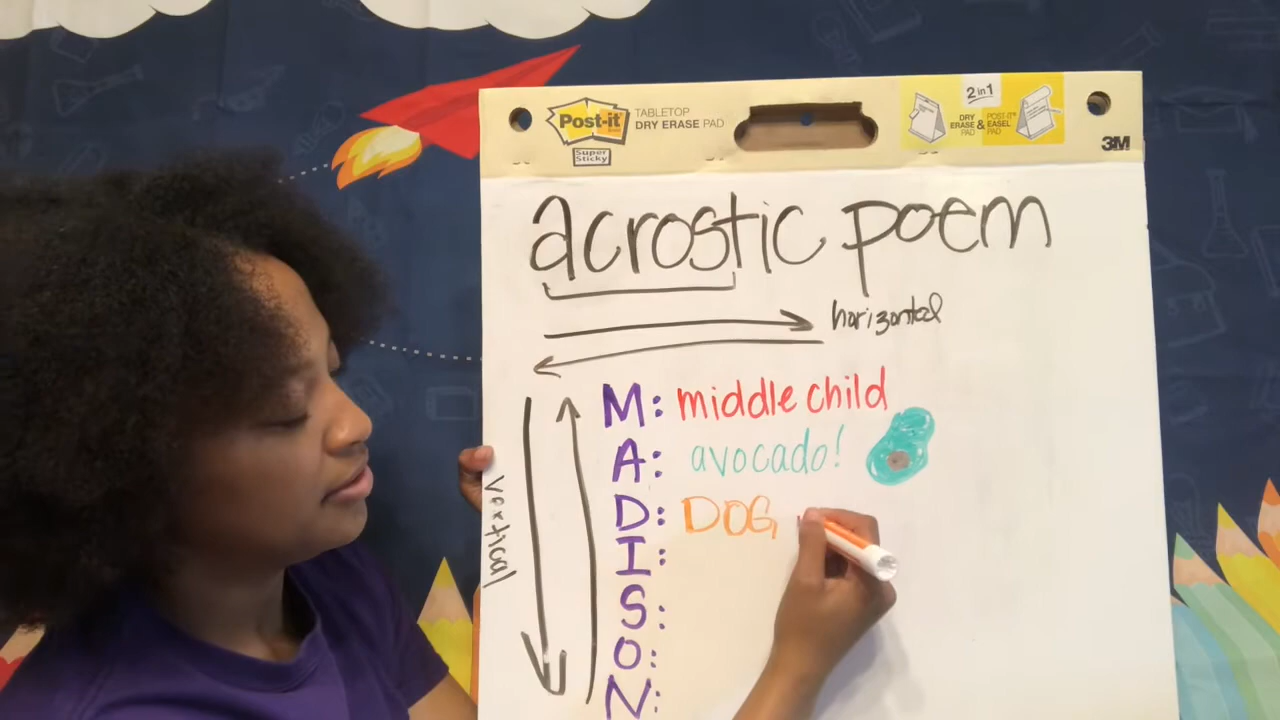 Post-it
Super
Sticky
TABLETOP
DRY ERASE PAD
2 in 1
DRY
ERASE
PAD
&
POST-IT®
EASEL
PAD
3M
acrostic poem
horizontal
vertical
M: middle child
A: avocado!
D: DOG
I:
S:
O:
N: